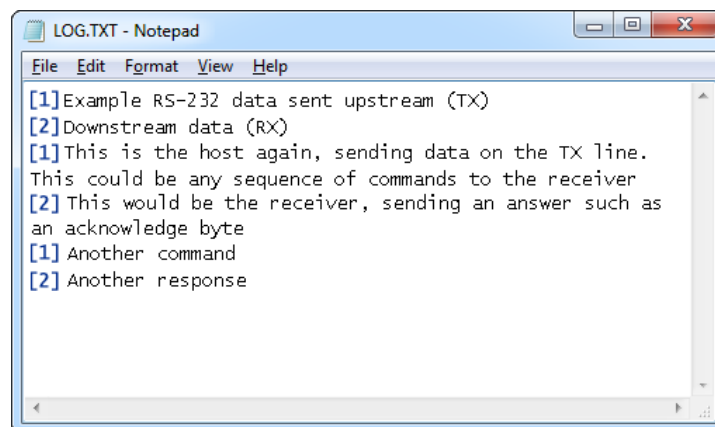 LOG.TXT - Notepad
File Edit Format View Help
[1]Example RS-232 data sent upstream (TX)
[2]Downstream data (RX)
[1]This is the host again, sending data on the TX line.
This could be any sequence of commands to the receiver
[2] This would be the receiver, sending an answer such as
an acknowledge byte
[1] Another command
[2] Another response